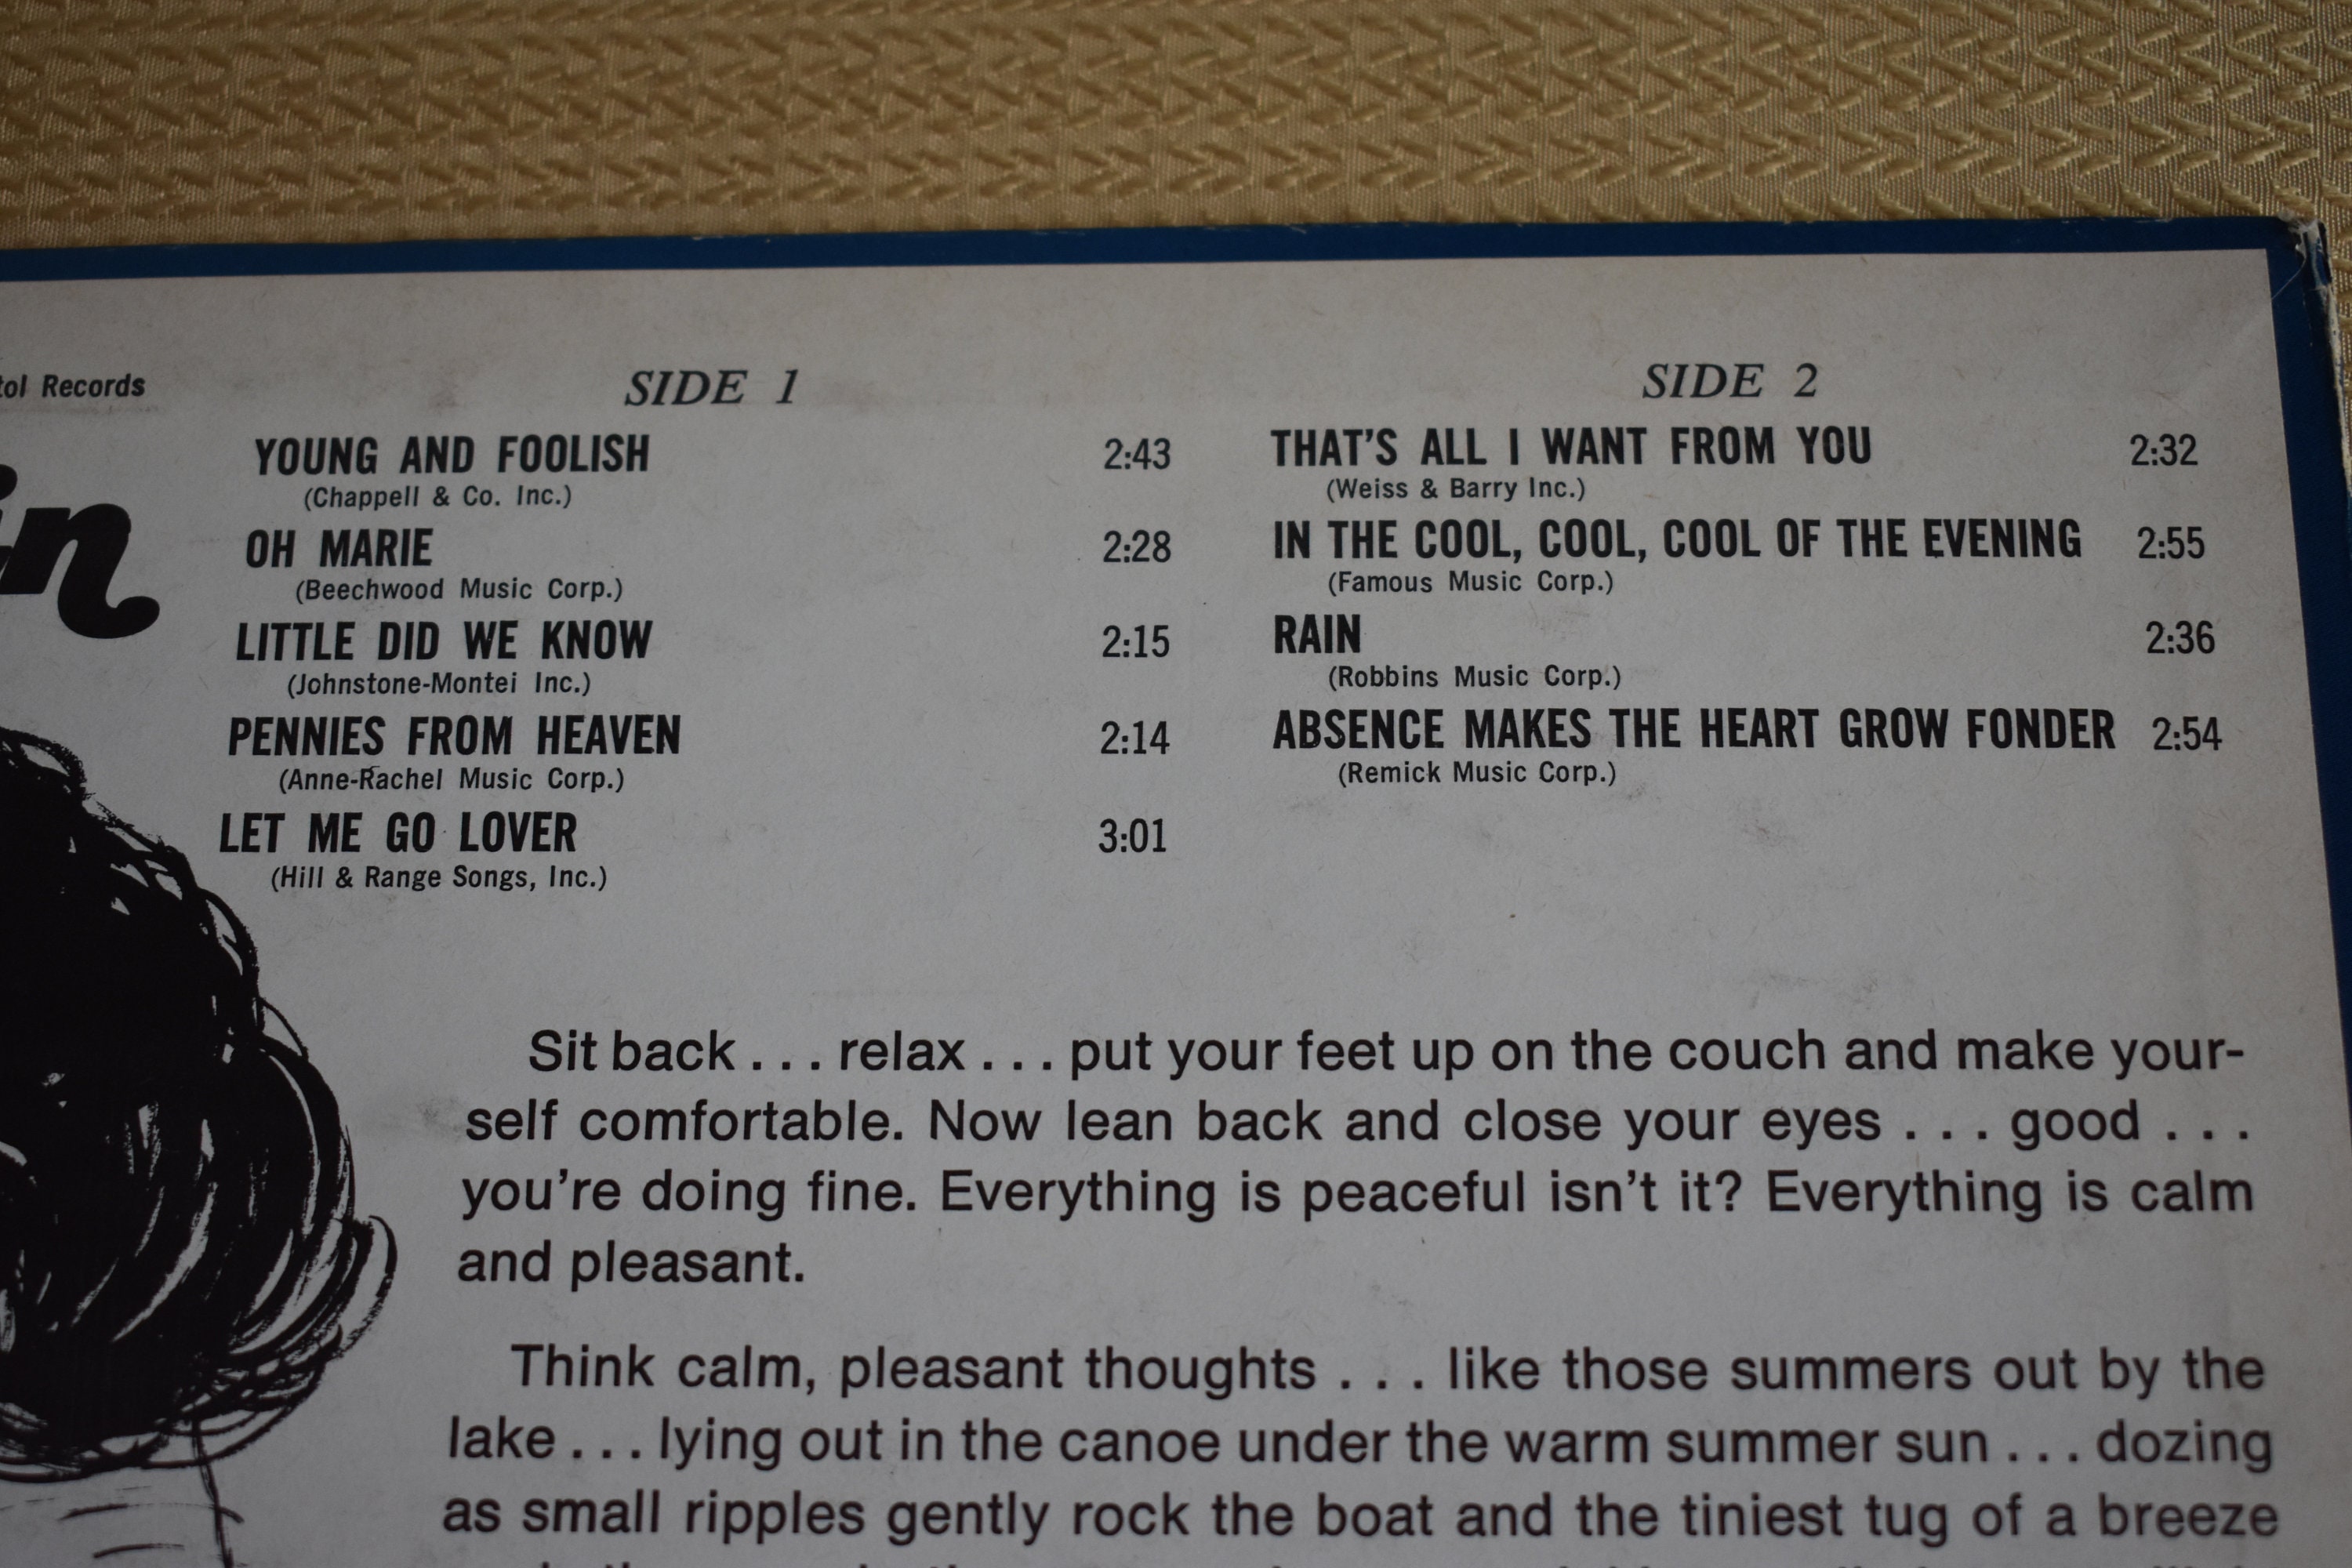 Records
SIDE 1
YOUNG AND FOOLISH 2:43
(Chappell & Co. Inc.)
OH MARIE 2:28
(Beechwood Music Corp.)
LITTLE DID WE KNOW 2:15
(Johnstone-Montei Inc.)
PENNIES FROM HEAVEN 2:14
(Anne-Rachel Music Corp.)
LET ME GO LOVER 3:01
(Hill & Range Songs, Inc.)
SIDE 2
THAT'S ALL I WANT FROM YOU 2:32
(Weiss & Barry Inc.)
IN THE COOL, COOL, COOL OF THE EVENING 2:55
(Famous Music Corp.)
RAIN 2:36
(Robbins Music Corp.)
ABSENCE MAKES THE HEART GROW FONDER 2:54
(Remick Music Corp.)
Sit back . . . relax . . . put your feet up on the couch and make your-
self comfortable. Now lean back and close your eyes . . . good . . .
you're doing fine. Everything is peaceful isn't it? Everything is calm
and pleasant.
Think calm, pleasant thoughts . . . like those summers out by the
lake . . . lying out in the canoe under the warm summer sun . . . dozing
as small ripples gently rock the boat and the tiniest tug of a breeze